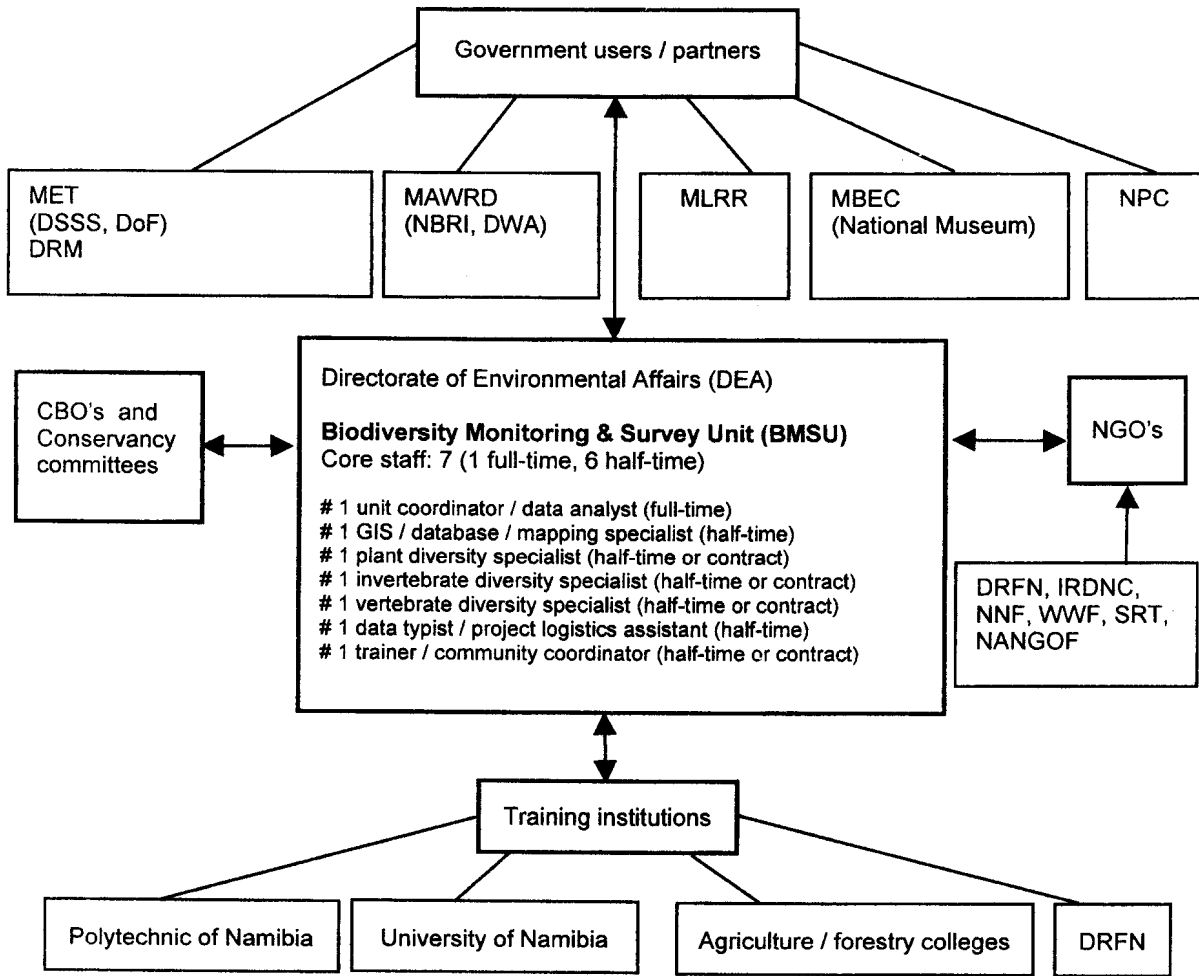 Government users / partners
MET
(DSSS, DoF)
DRM
MAWRD
(NBRI, DWA)
MLRR
MBEC
(National Museum)
NPC
CBO's and
Conservancy
committees
Directorate of Environmental Affairs (DEA)
Biodiversity Monitoring & Survey Unit (BMSU)
Core staff: 7 (1 full-time, 6 half-time)
# 1 unit coordinator / data analyst (full-time)
# 1 GIS / database / mapping specialist (half-time)
# 1 plant diversity specialist (half-time or contract)
# 1 invertebrate diversity specialist (half-time or contract)
# 1 vertebrate diversity specialist (half-time or contract)
# 1 data typist / project logistics assistant (half-time)
# 1 trainer / community coordinator (half-time or contract)
NGO's
DRFN, IRDNC,
NNF, WWF, SRT,
NANGOF
Training institutions
Polytechnic of Namibia
University of Namibia
Agriculture / forestry colleges
DRFN